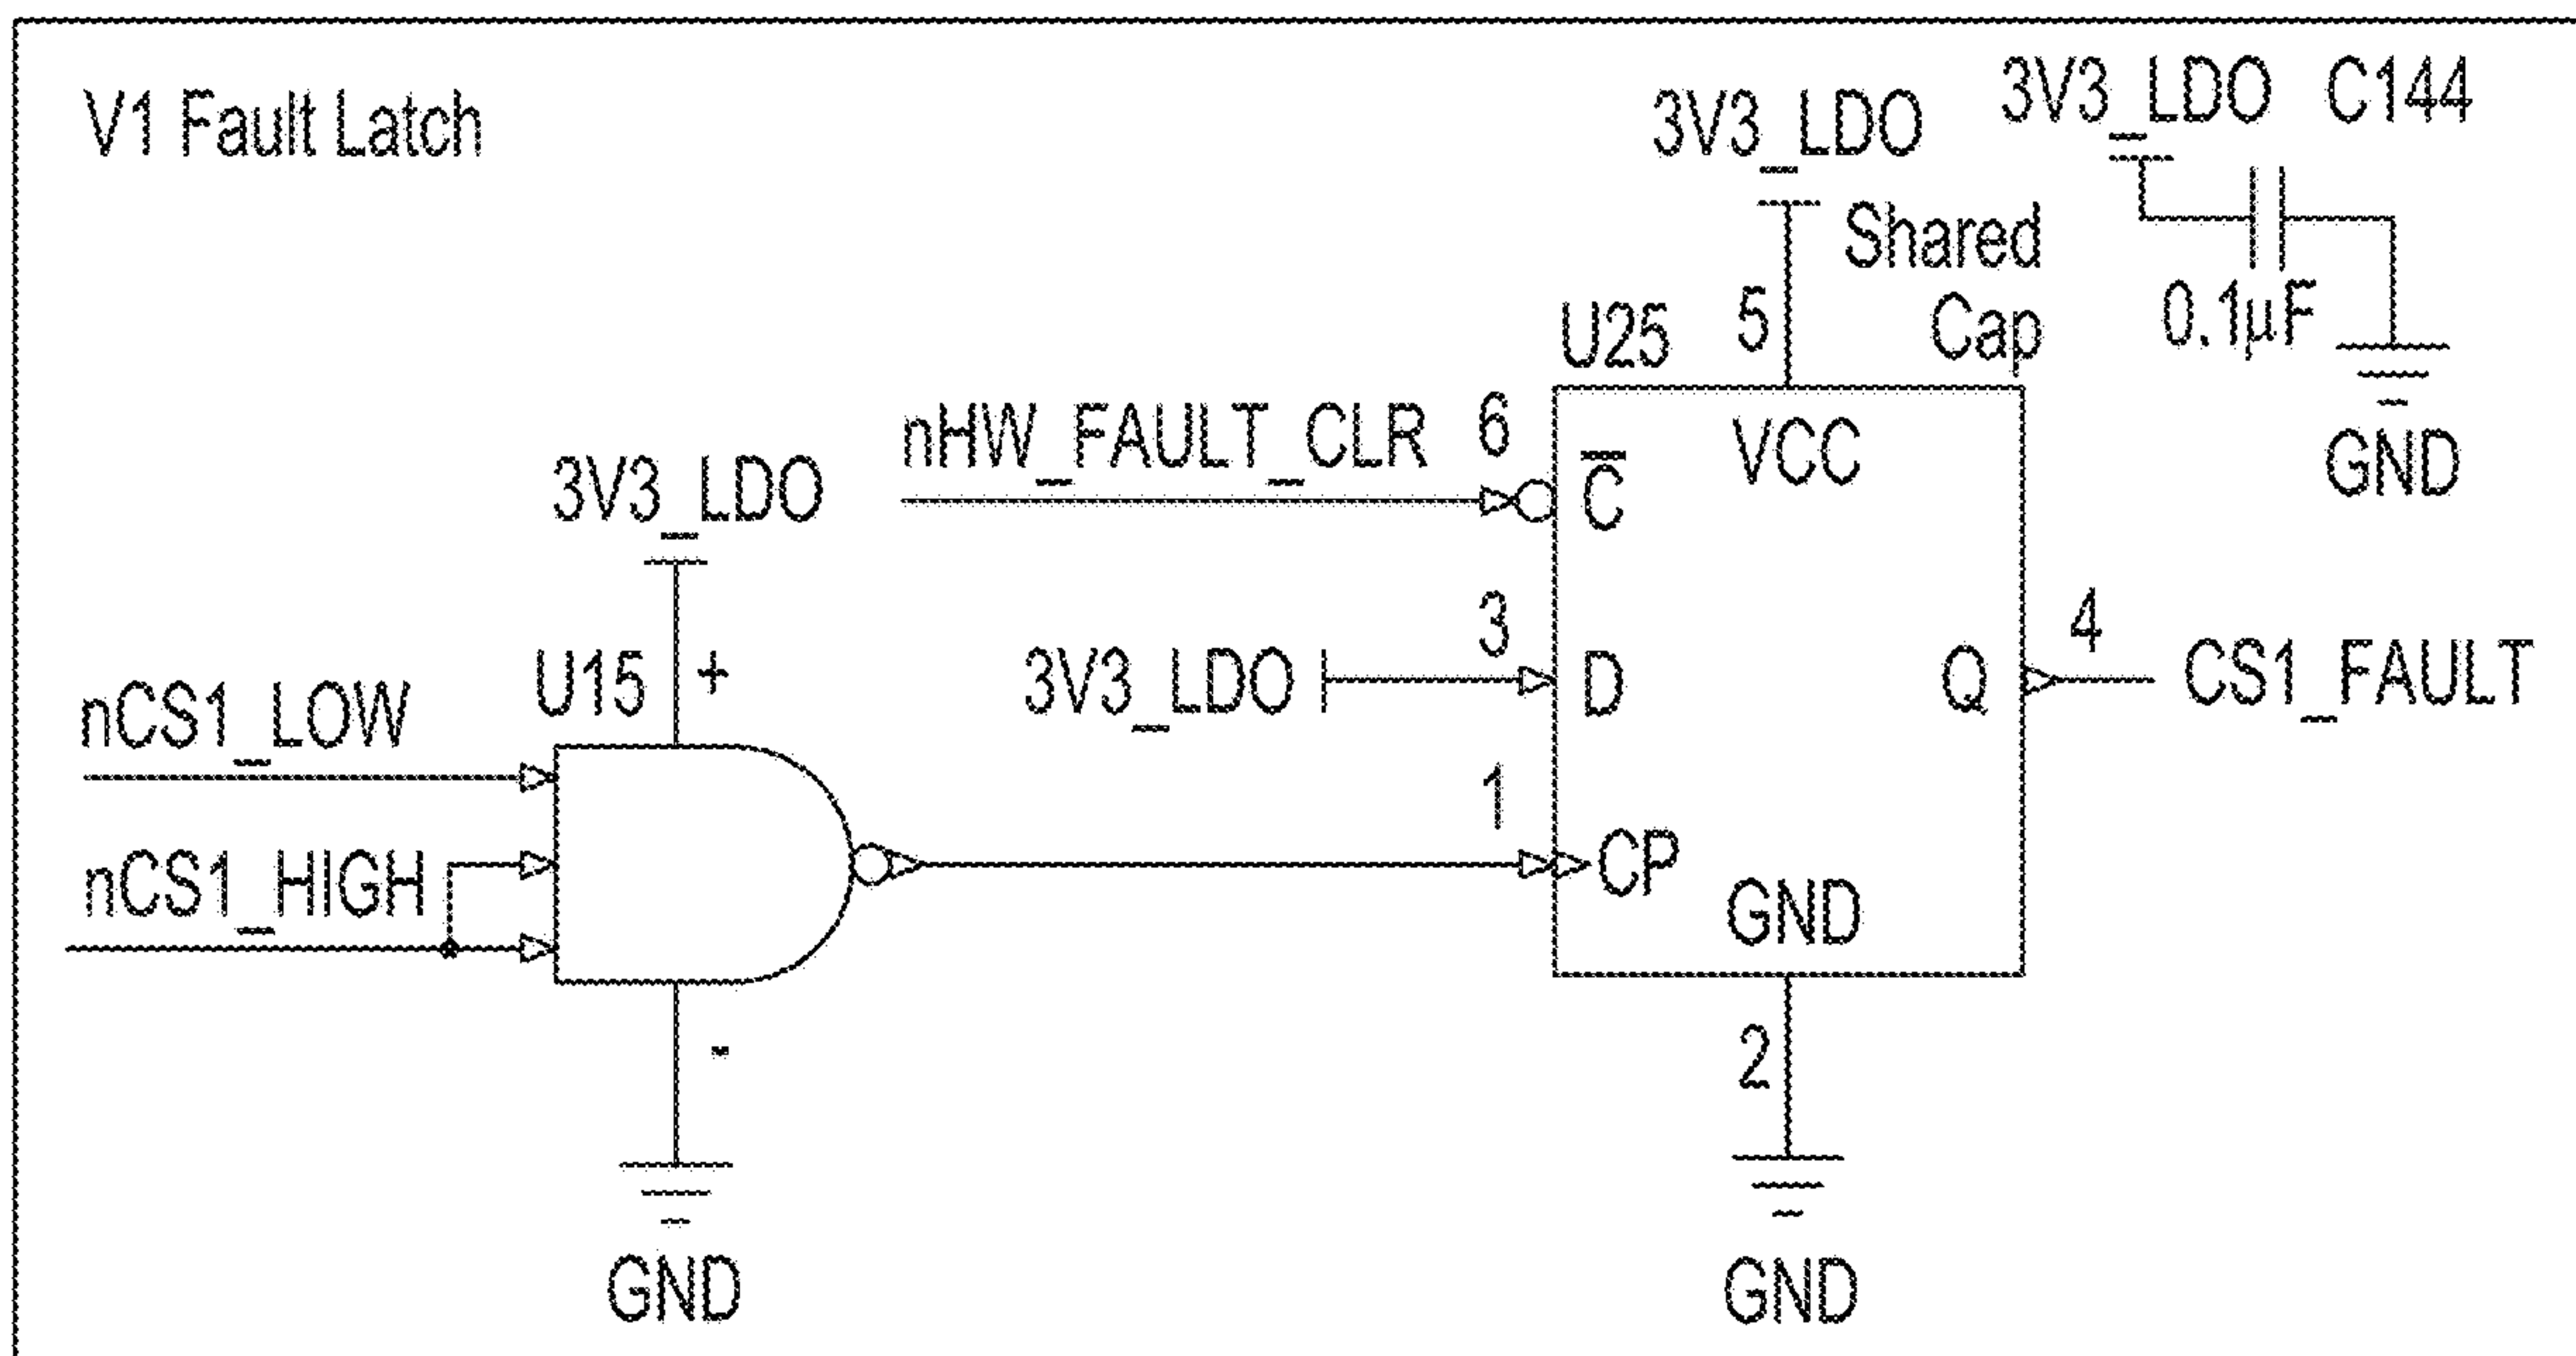 V1 Fault Latch
3V3_LDO
3V3_LDO C144
Shared
Cap
0.1µF
GND
U25
5
nHW_FAULT_CLR
6
C
VCC
3V3_LDO
3V3_LDO
3
D
Q
4
CS1_FAULT
U15
+
nCS1_LOW
nCS1_HIGH
1
CP
GND
-
2
GND
GND